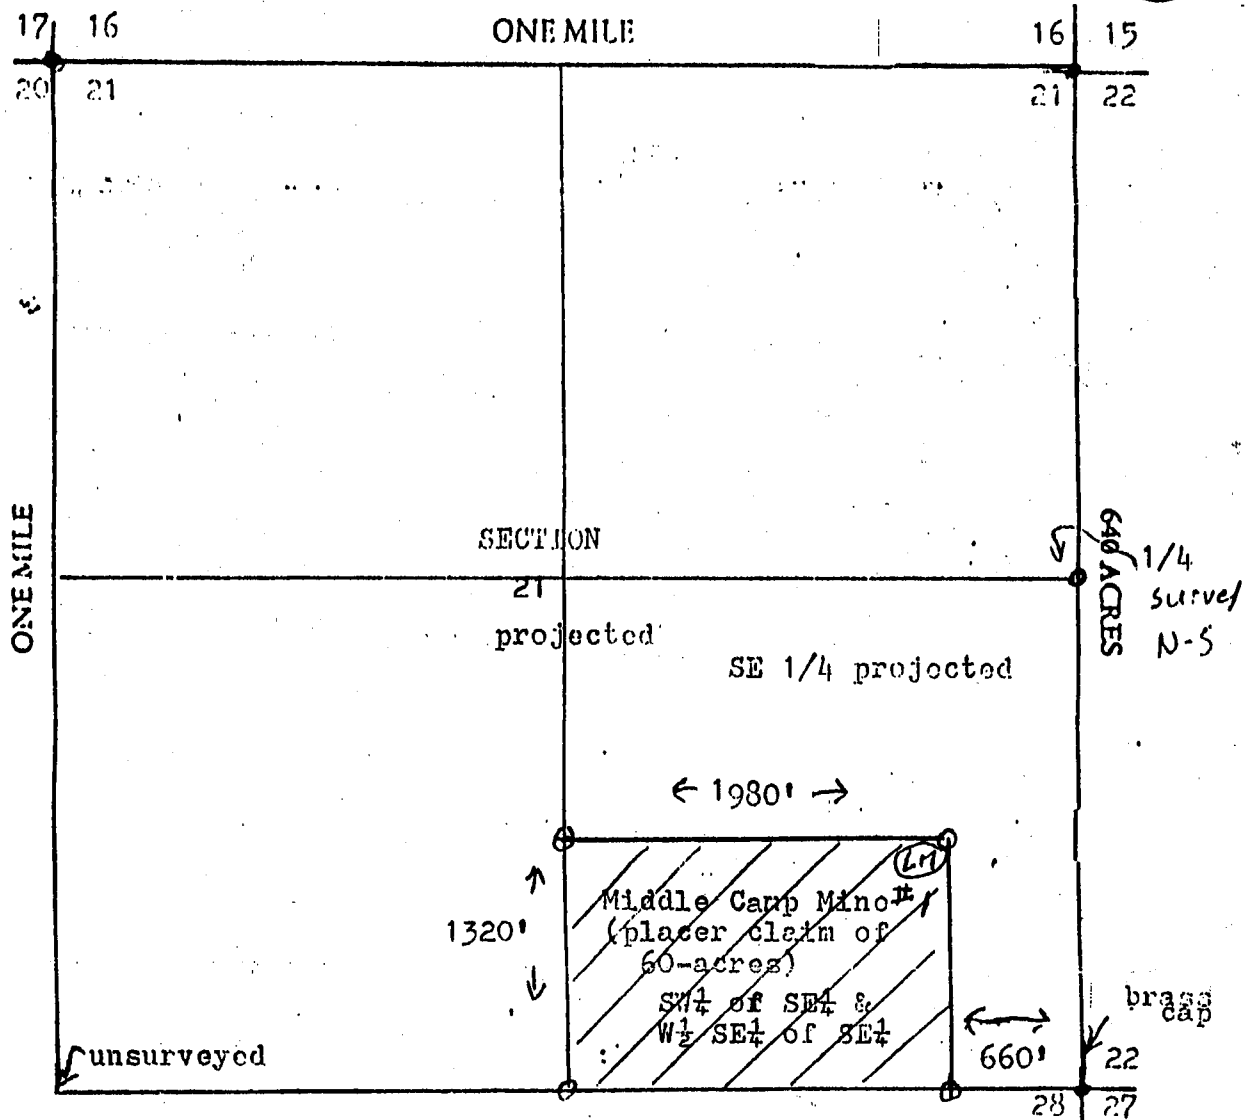 17 16
ONE MILE
16 15
20 21
21 22
ONE MILE
SECTION
21
projected
640 ACRES
1/4
survey
N-S
SE 1/4 projected
← 1980' →
1320'
LM
Middle Camp Mine #1
(placer claim of
60-acres)
SW¼ of SE¼ &
W½ SE¼ of SE¼
660'
brass
cap
unsurveyed
22
28 27